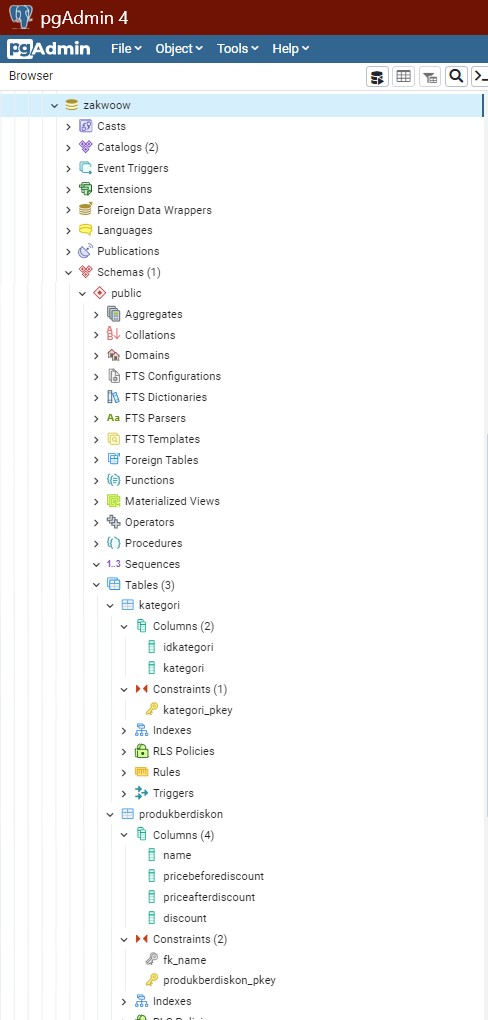 pgAdmin 4
pgAdmin File Object Tools Help
Browser
zakwoow
Casts
Catalogs (2)
Event Triggers
Extensions
Foreign Data Wrappers
Languages
Publications
Schemas (1)
public
Aggregates
Collations
Domains
FTS Configurations
FTS Dictionaries
Aa FTS Parsers
FTS Templates
Foreign Tables
Functions
Materialized Views
Operators
Procedures
1..3 Sequences
Tables (3)
kategori
Columns (2)
idkategori
kategori
Constraints (1)
kategori_pkey
Indexes
RLS Policies
Rules
Triggers
produkberdiskon
Columns (4)
name
pricebeforediscount
priceafterdiscount
discount
Constraints (2)
fk_name
produkberdiskon_pkey
Indexes
RLS Policies